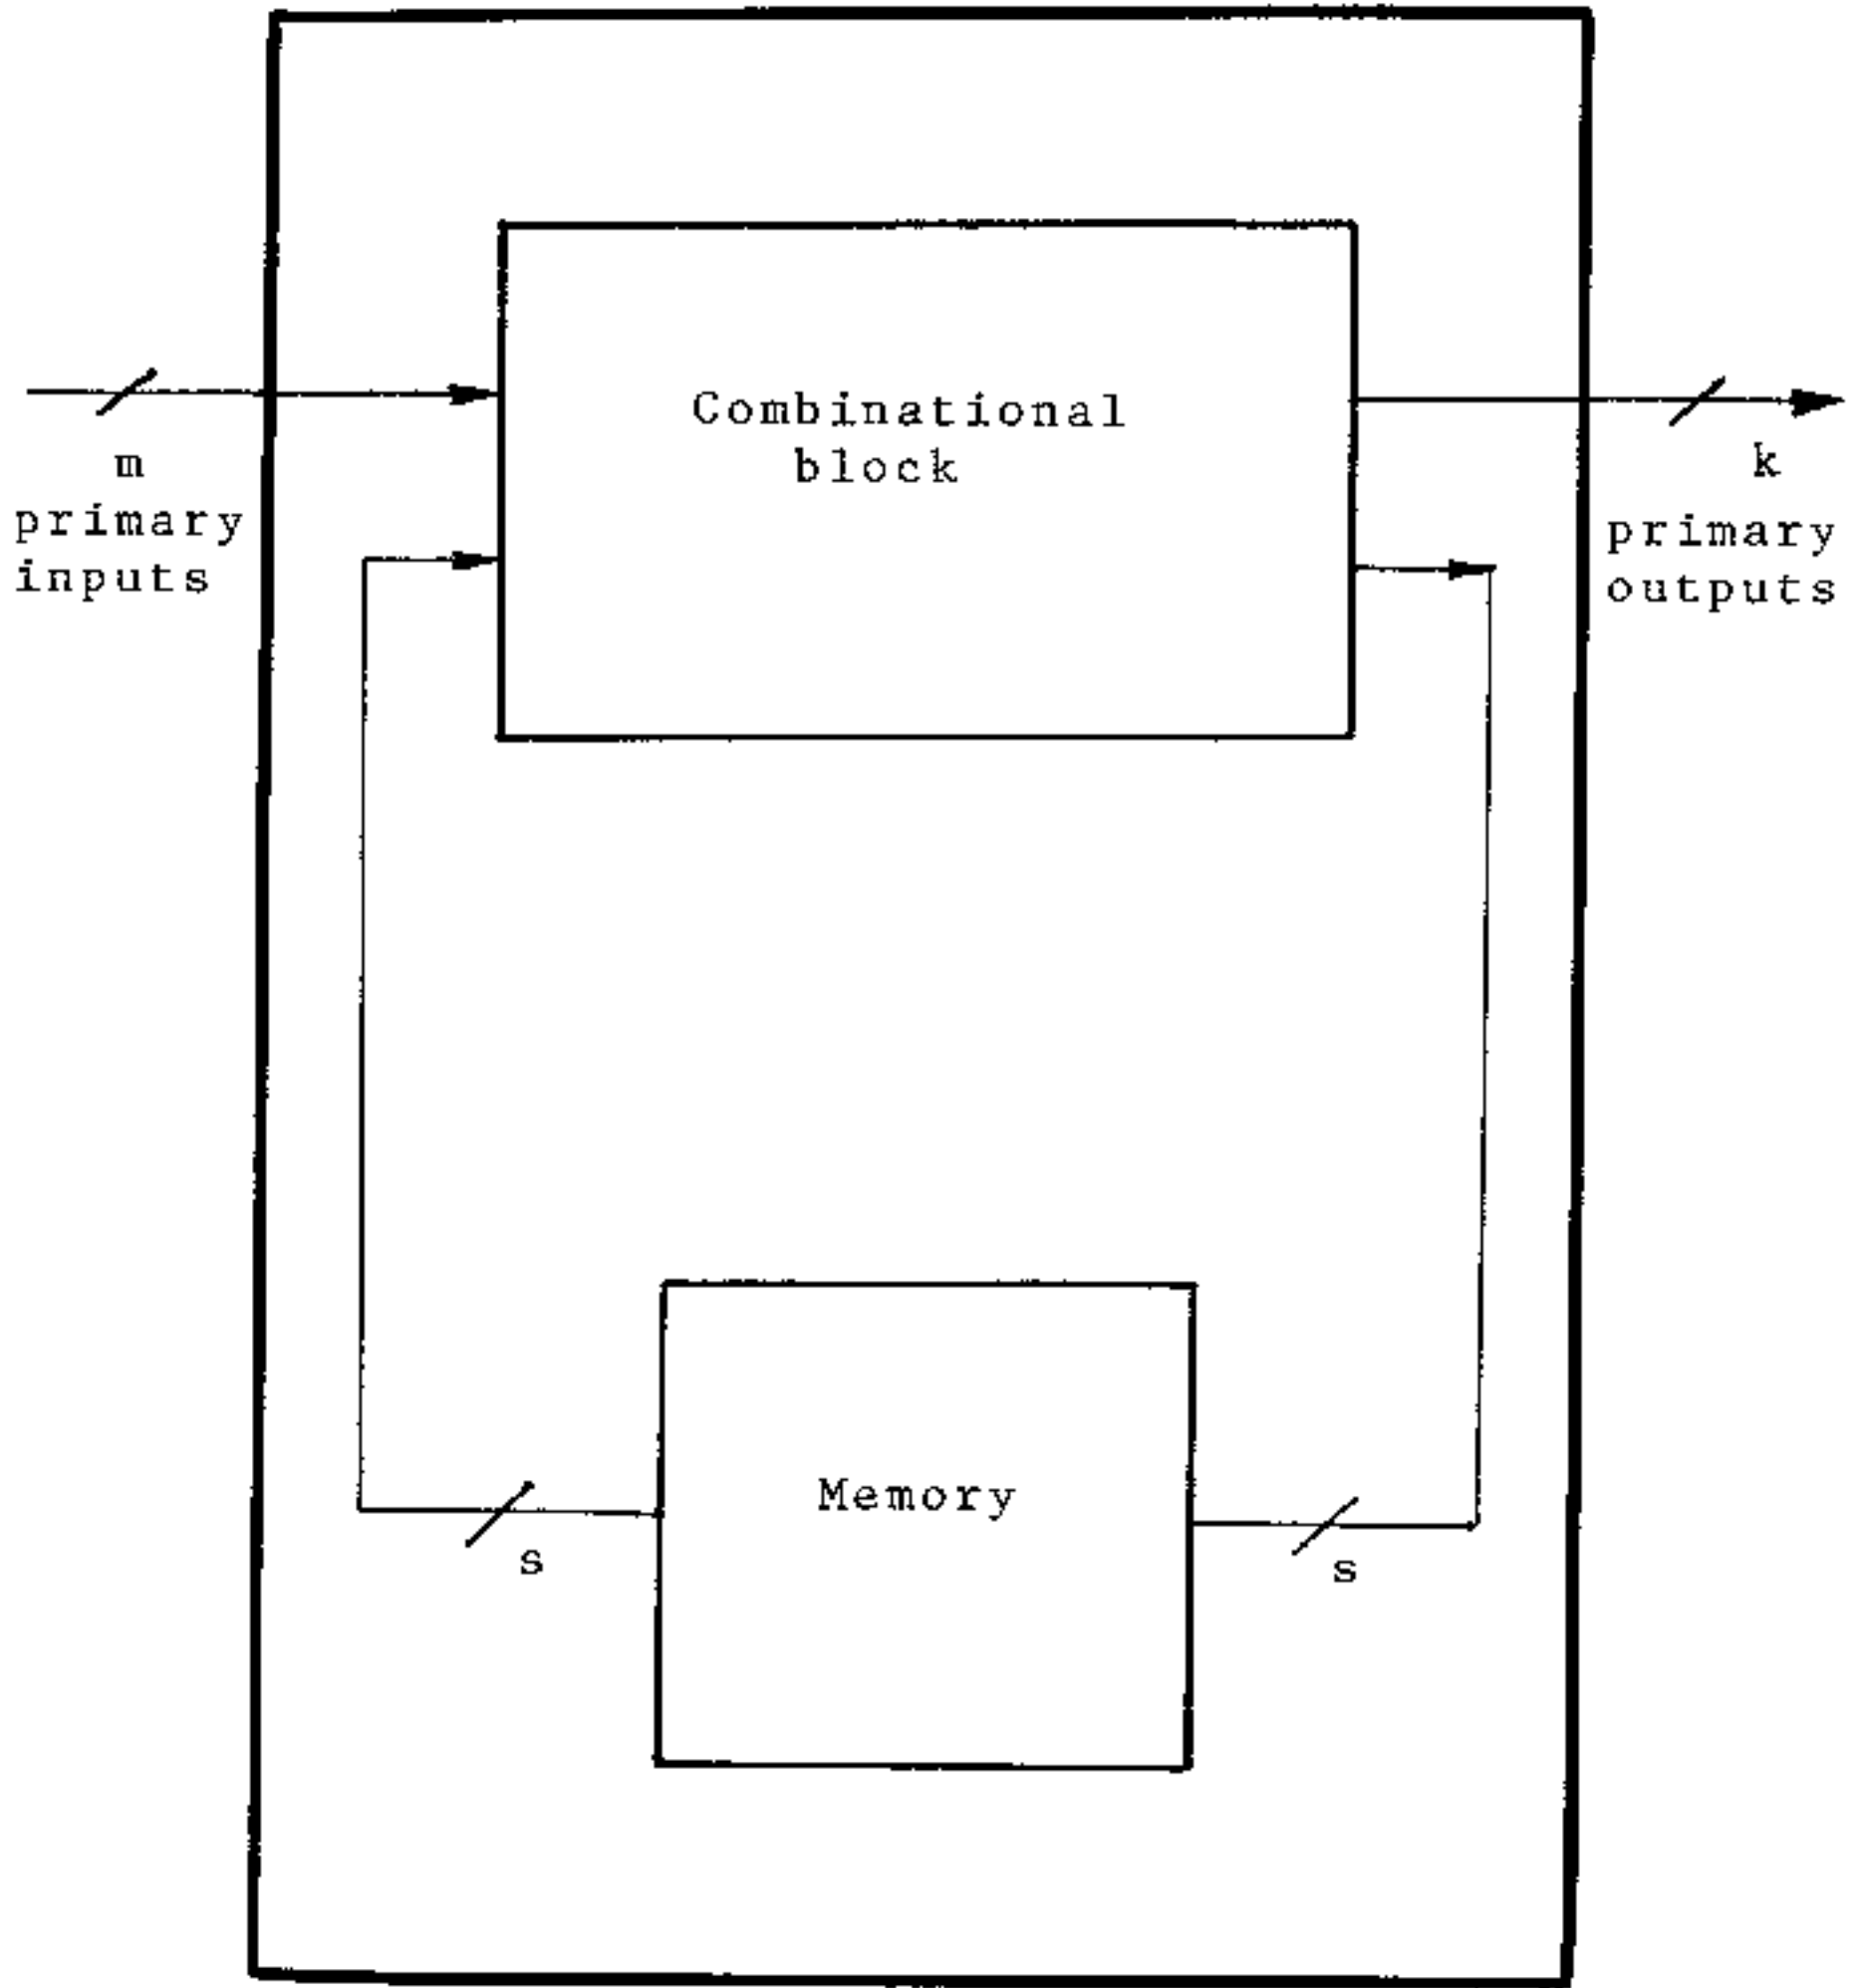 Combinational
block
m
primary
inputs
k
primary
outputs
Memory
s
s